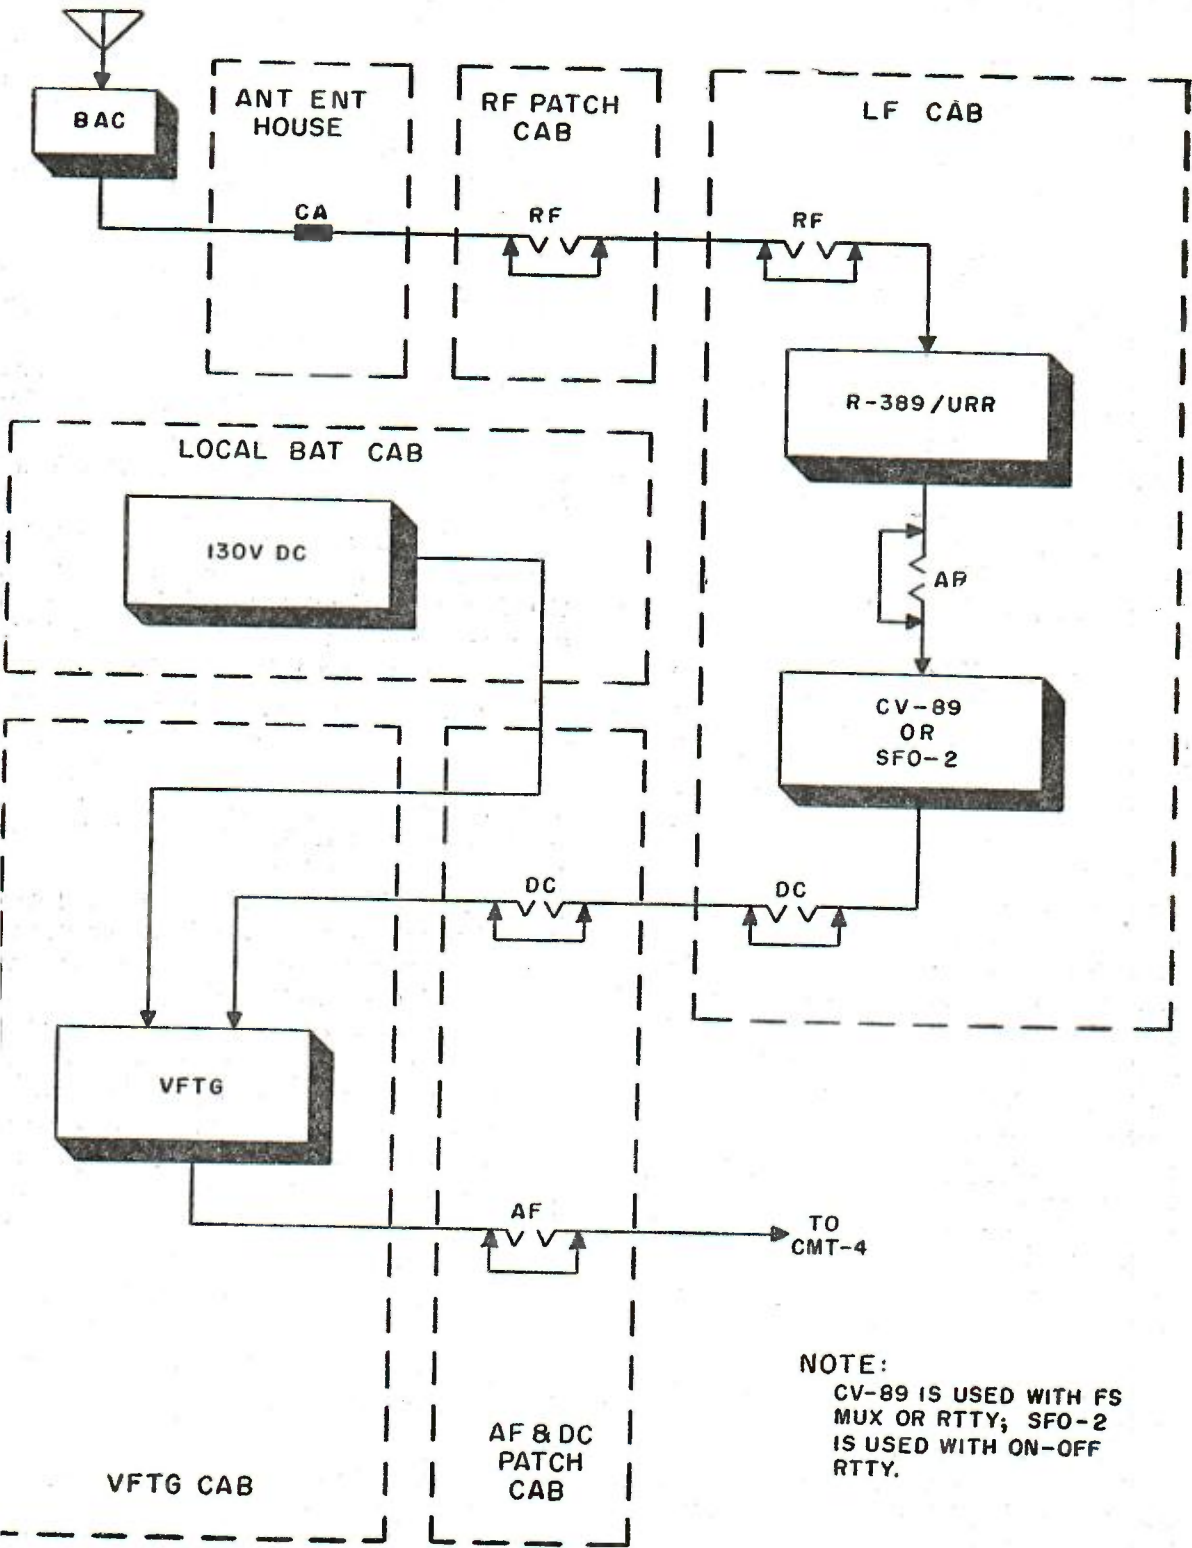 BAC
ANT ENT
HOUSE
RF PATCH
CAB
LF CAB
CA
RF
RF
R-389/URR
LOCAL BAT CAB
130V DC
AF
CV-89
OR
SFO-2
DC
DC
VFTG
AF
TO
CMT-4
NOTE:
CV-89 IS USED WITH FS
MUX OR RTTY; SFO-2
IS USED WITH ON-OFF
RTTY.
AF & DC
PATCH
CAB
VFTG CAB